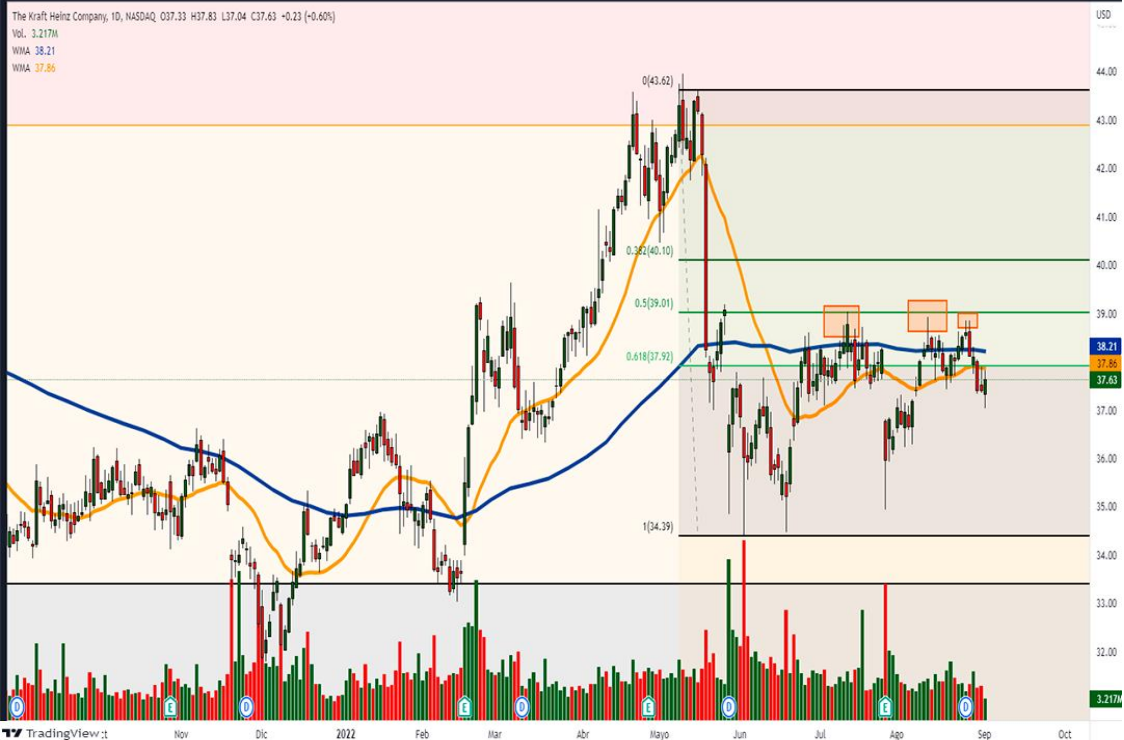 The Kraft Heinz Company, 1D, NASDAQ O37.33 H37.83 L37.04 C37.63 +0.23 (+0.60%)
Vol. 3.217M
WMA 38.21
WMA 37.86
USD
44.00
43.00
42.00
41.00
40.00
39.00
38.21
37.86
37.63
37.00
36.00
35.00
34.00
33.00
32.00
3.217M
0(43.62)
0.382(40.10)
0.5(39.01)
0.618(37.92)
1(34.39)
D E D E D E D E D
Nov Dic 2022 Feb Mar Abr Mayo Jun Jul Ago Sep Oct
TradingView